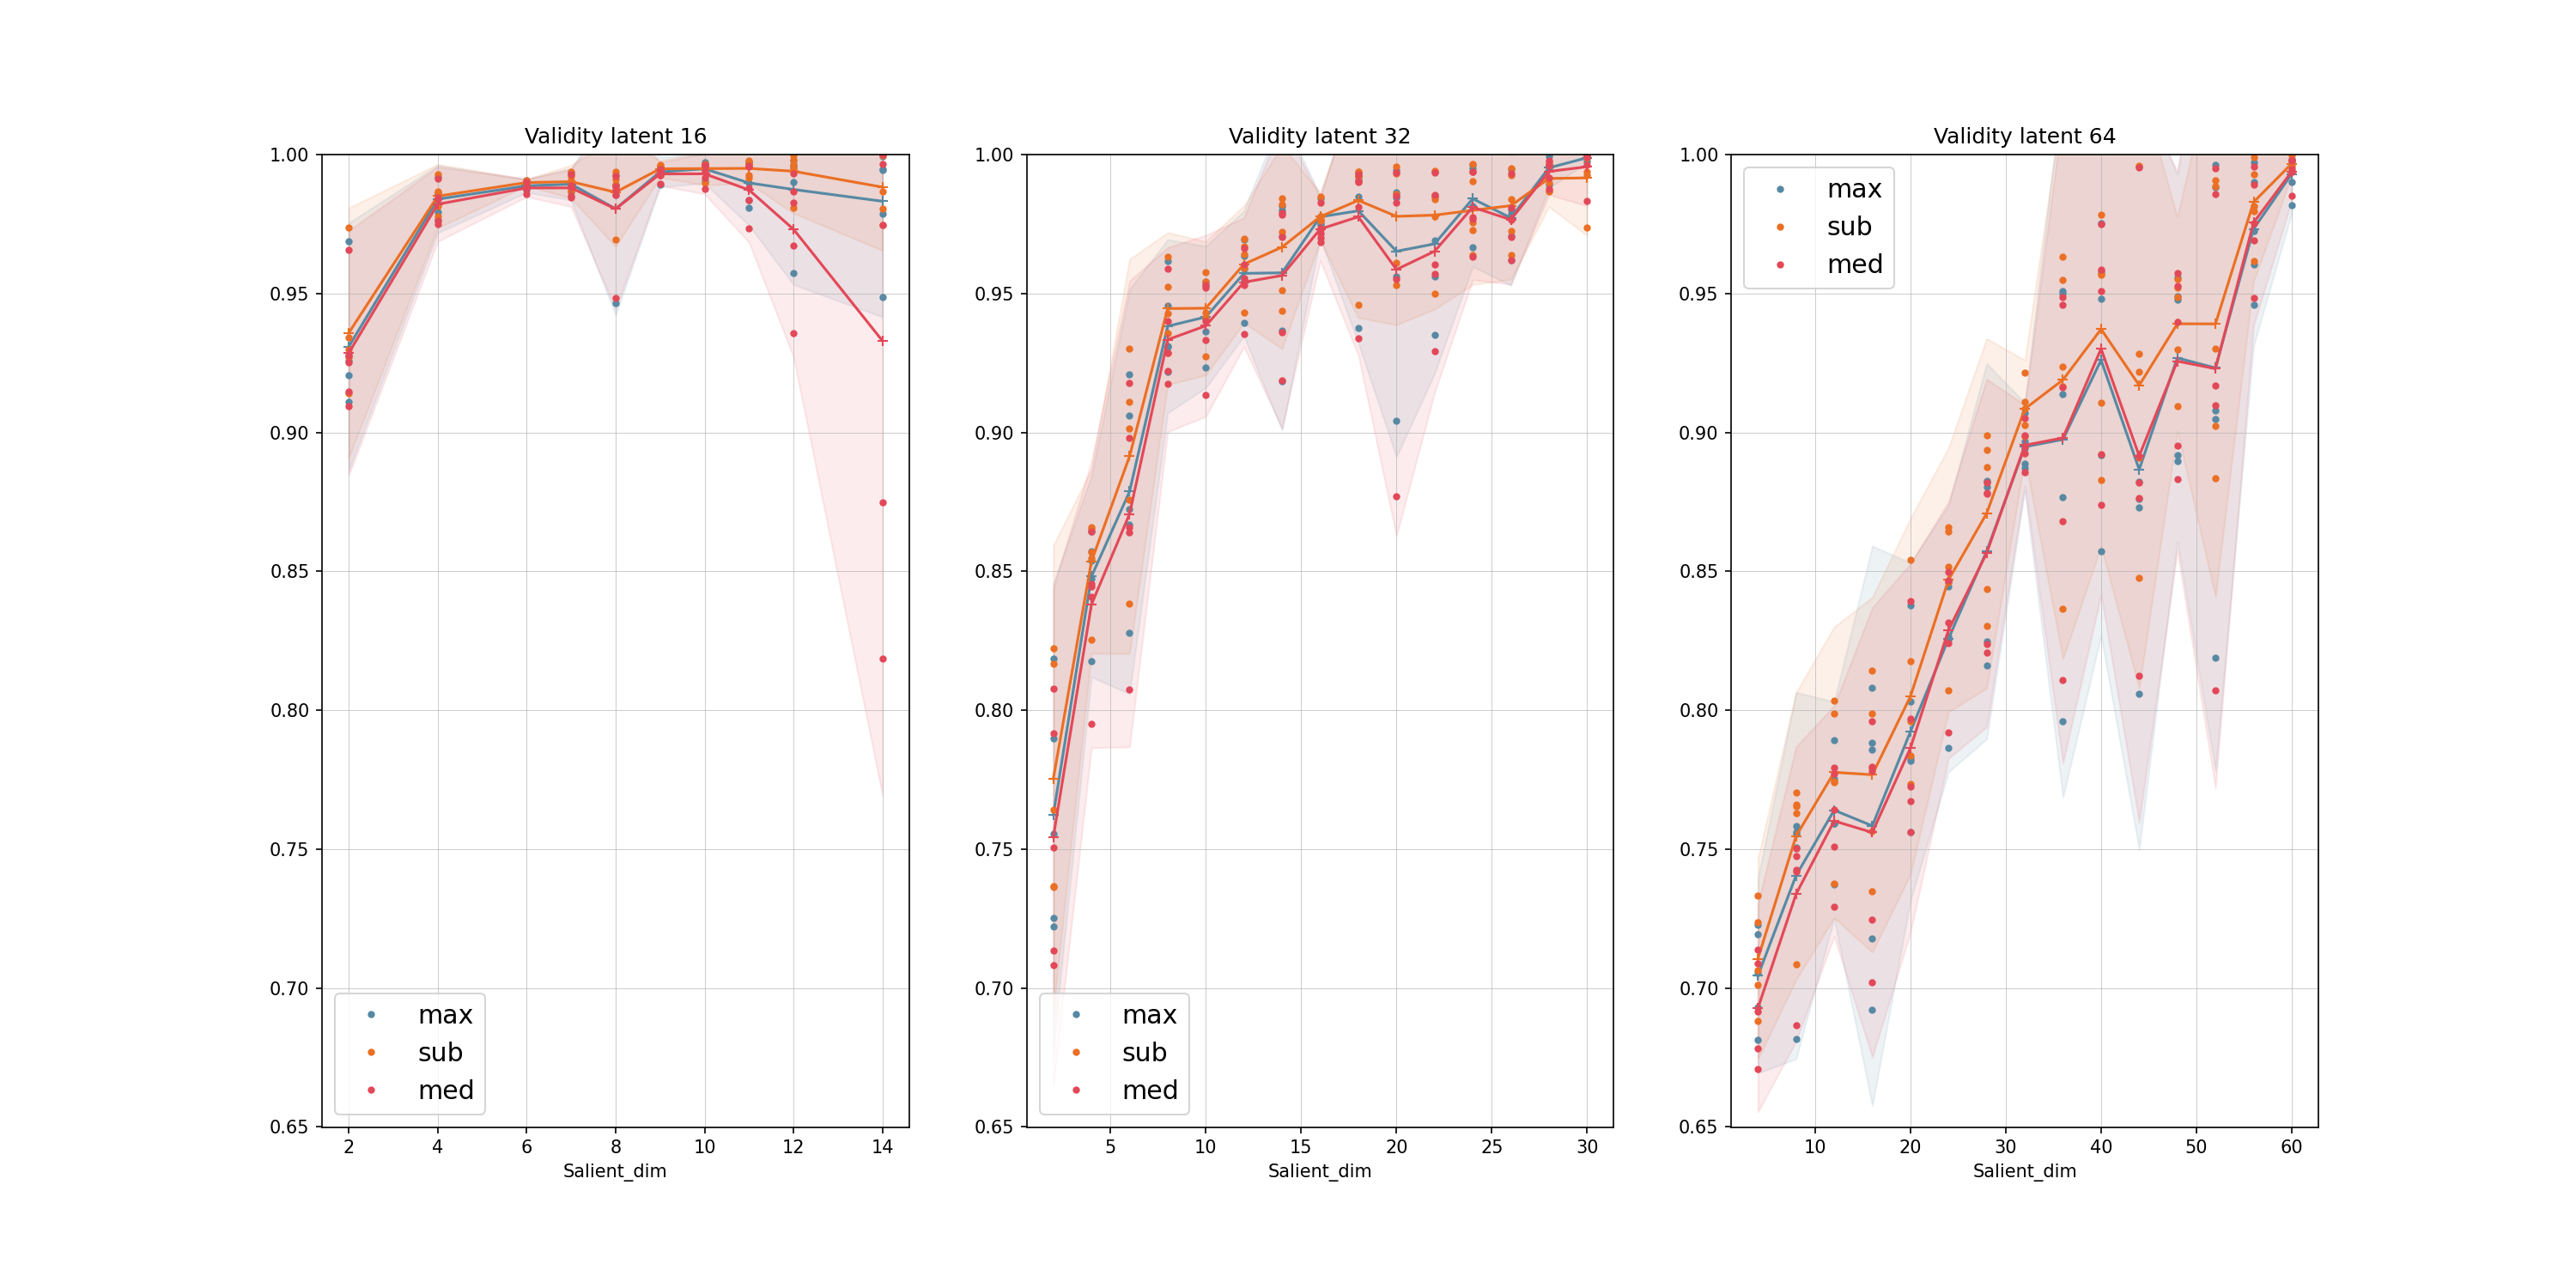 Validity latent 16
1.00
0.95
0.90
0.85
0.80
0.75
0.70
0.65
2 4 6 8 10 12 14
Salient_dim
max
sub
med
Validity latent 32
1.00
0.95
0.90
0.85
0.80
0.75
0.70
0.65
5 10 15 20 25 30
Salient_dim
max
sub
med
Validity latent 64
1.00
0.95
0.90
0.85
0.80
0.75
0.70
0.65
10 20 30 40 50 60
Salient_dim
max
sub
med